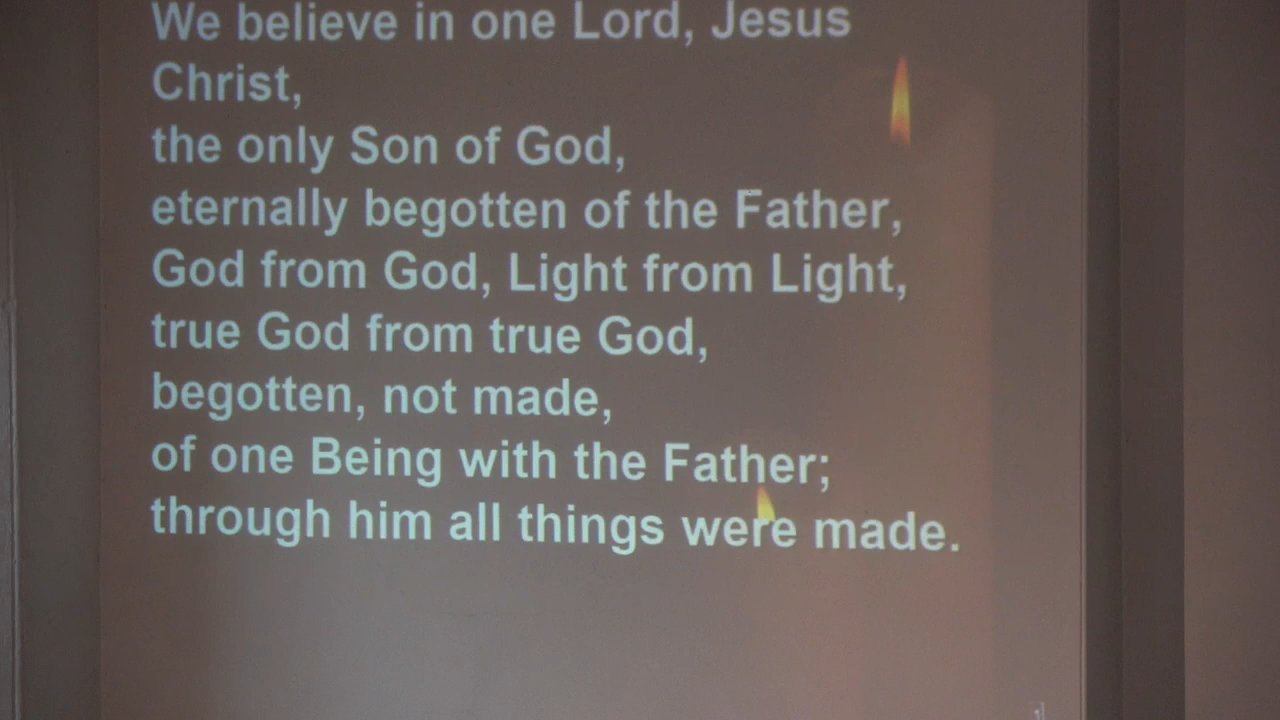 We believe in one Lord, Jesus
Christ,
the only Son of God,
eternally begotten of the Father,
God from God, Light from Light,
true God from true God,
begotten, not made,
of one Being with the Father;
through him all things were made.